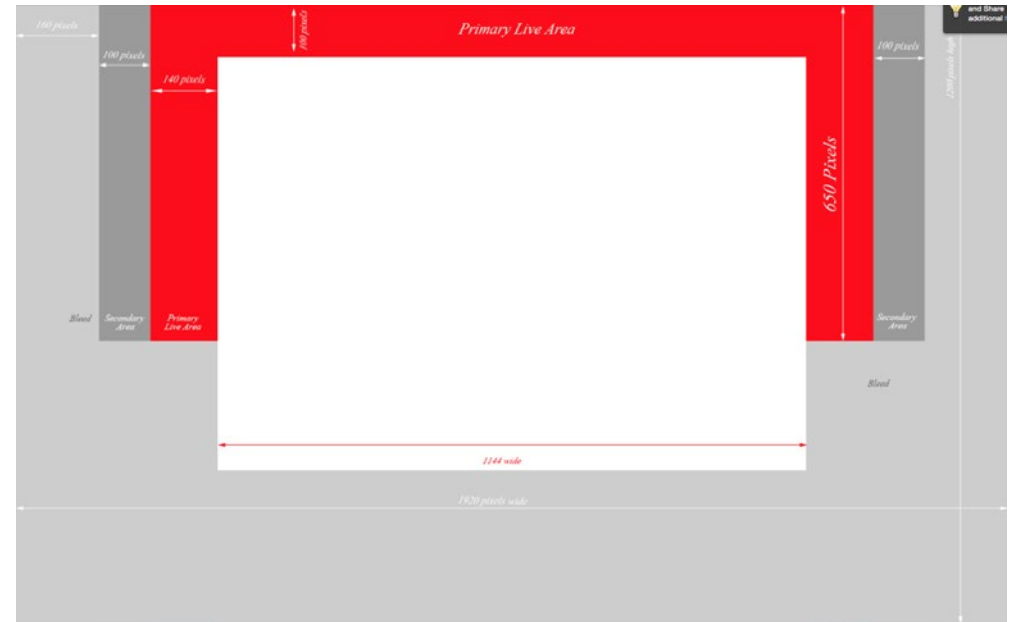 160 pixels
100 pixels
Primary Live Area
and Share
additional
100 pixels
100 pixels
140 pixels
1200 pixels high
650 Pixels
Bleed
Secondary
Area
Primary
Live Area
Secondary
Area
Bleed
1144 wide
1920 pixels wide